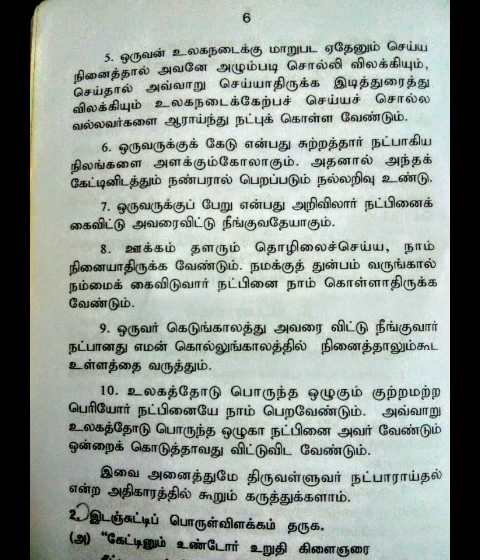 6
5. ஒருவன் உலகநடைக்கு மாறுபட ஏதேனும் செய்ய
நினைத்தால் அவனே அழும்படி சொல்லி விலக்கியும்,
செய்தால் அவ்வாறு செய்யாதிருக்க இடித்துரைத்து
விலக்கியும் உலகநடைக்கேற்பச் செய்யச் சொல்ல
வல்லவர்களை ஆராய்ந்து நட்புக் கொள்ள வேண்டும்.
6. ஒருவருக்குக் கேடு என்பது சுற்றத்தார் நட்பாகிய
நிலங்களை அளக்கும்கோலாகும். அதனால் அந்தக்
கேட்டினிடத்தும் நண்பரால் பெறப்படும் நல்லறிவு உண்டு.
7. ஒருவருக்குப் பேறு என்பது அறிவிலார் நட்பினைக்
கைவிட்டு அவரைவிட்டு நீங்குவதேயாகும்.
8. ஊக்கம் தளரும் தொழிலைச்செய்ய, நாம்
நினையாதிருக்க வேண்டும். நமக்குத் துன்பம் வருங்கால்
நம்மைக் கைவிடுவார் நட்பினை நாம் கொள்ளாதிருக்க
வேண்டும்.
9. ஒருவர் கெடுங்காலத்து அவரை விட்டு நீங்குவார்
நட்பானது எமன் கொல்லுங்காலத்தில் நினைத்தாலும்கூட
உள்ளத்தை வருத்தும்.
10. உலகத்தோடு பொருந்த ஒழுகும் குற்றமற்ற
பெரியோர் நட்பினையே நாம் பெறவேண்டும். அவ்வாறு
உலகத்தோடு பொருந்த ஒழுகா நட்பினை அவர் வேண்டும்
ஒன்றைக் கொடுத்தாவது விட்டுவிட வேண்டும்.
இவை அனைத்துமே திருவள்ளுவர் நட்பாராய்தல்
என்ற அதிகாரத்தில் கூறும் கருத்துக்களாம்.
2. இடஞ்சுட்டிப் பொருள்விளக்கம் தருக.
(அ) "கேட்டினும் உண்டோர் உறுதி கிளைஞரை